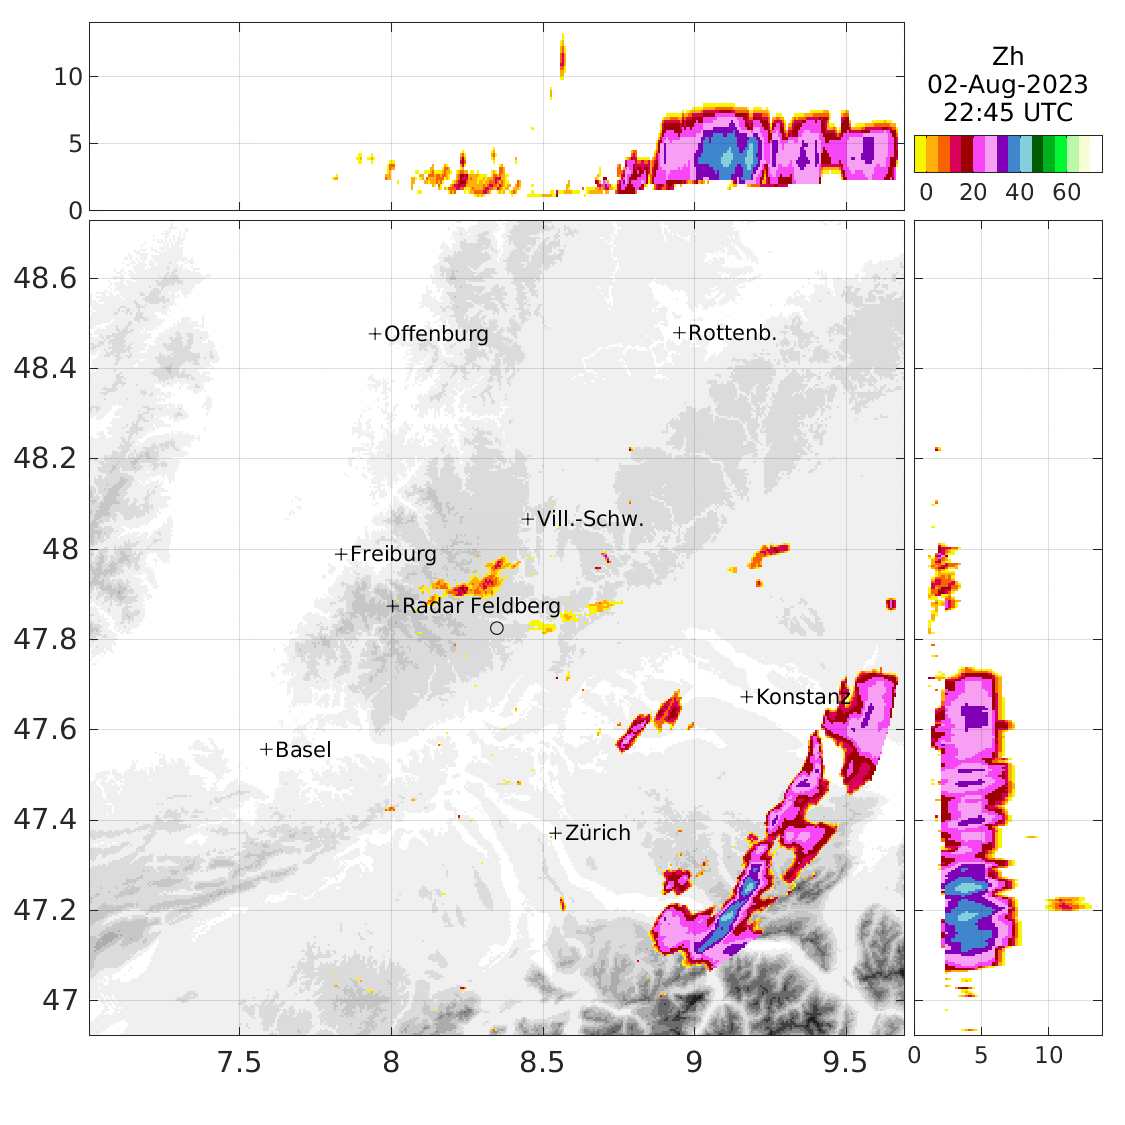 Zh
02-Aug-2023
22:45 UTC
0 20 40 60
10
5
0
48.6
48.4
48.2
48
47.8
47.6
47.4
47.2
47
+Offenburg
+Rottenb.
+Vill.-Schw.
+Freiburg
+Radar Feldberg
+Konstanz
+Basel
+Zürich
7.5 8 8.5 9 9.5
0 5 10